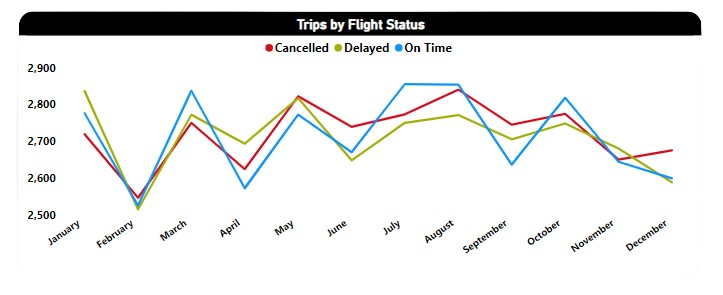 Trips by Flight Status
Cancelled Delayed On Time
2,900
2,800
2,700
2,600
2,500
January February March April May June July August September October November December